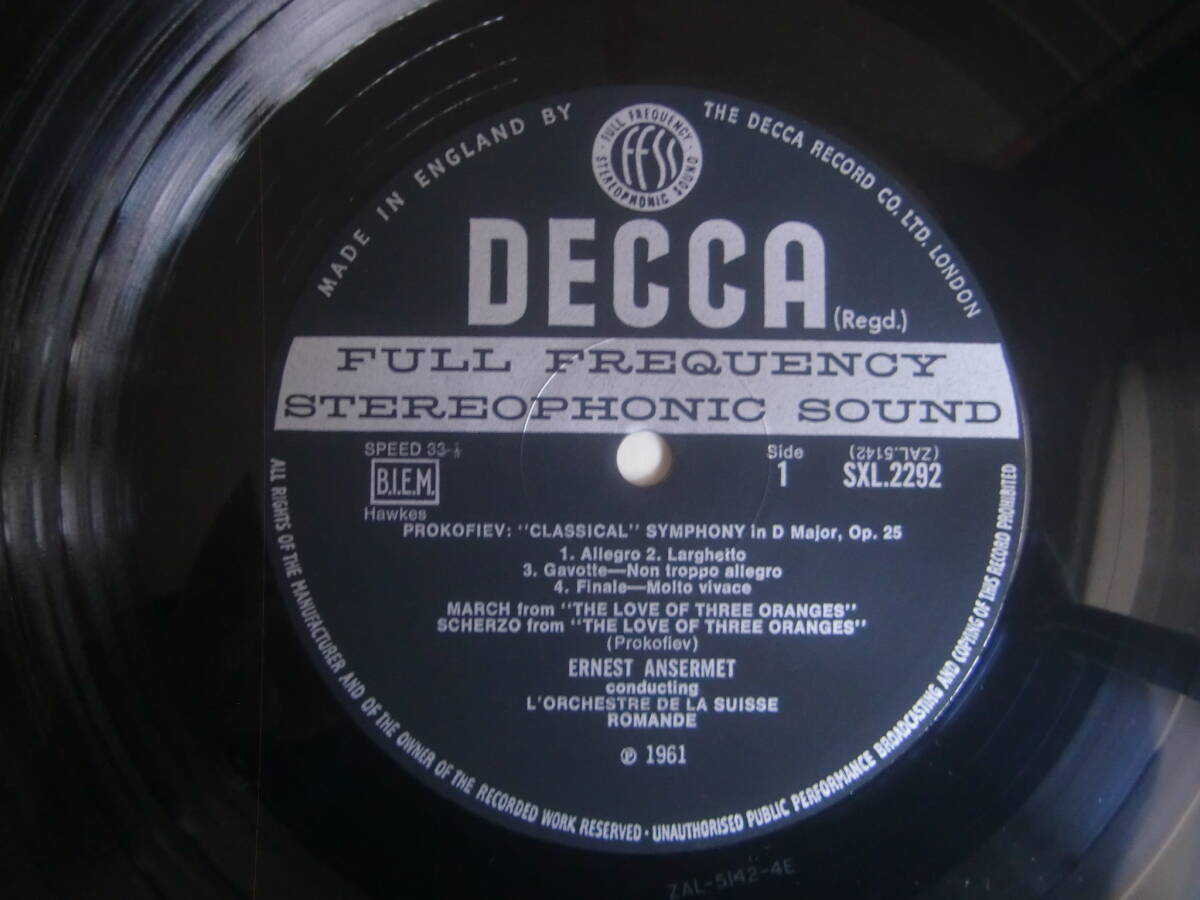 MADE IN ENGLAND BY
THE DECCA RECORD CO. LTD. LONDON
FULL FREQUENCY
STEREOPHONIC SOUND
FFSS
DECCA
(Regd.)
FULL FREQUENCY
STEREOPHONIC SOUND
SPEED 33-⅓
B.I.E.M.
Hawkes
Side
1
(ZAL.5142)
SXL.2292
PROKOFIEV: "CLASSICAL" SYMPHONY in D Major, Op. 25
1. Allegro 2. Larghetto
3. Gavotte—Non troppo allegro
4. Finale—Molto vivace
MARCH from "THE LOVE OF THREE ORANGES"
SCHERZO from "THE LOVE OF THREE ORANGES"
(Prokofiev)
ERNEST ANSERMET
conducting
L'ORCHESTRE DE LA SUISSE
ROMANDE
℗ 1961
ALL RIGHTS OF THE MANUFACTURER AND OF THE OWNER OF THE RECORDED WORK RESERVED · UNAUTHORISED PUBLIC PERFORMANCE BROADCASTING AND COPYING OF THIS RECORD PROHIBITED
ZAL-5142-4E